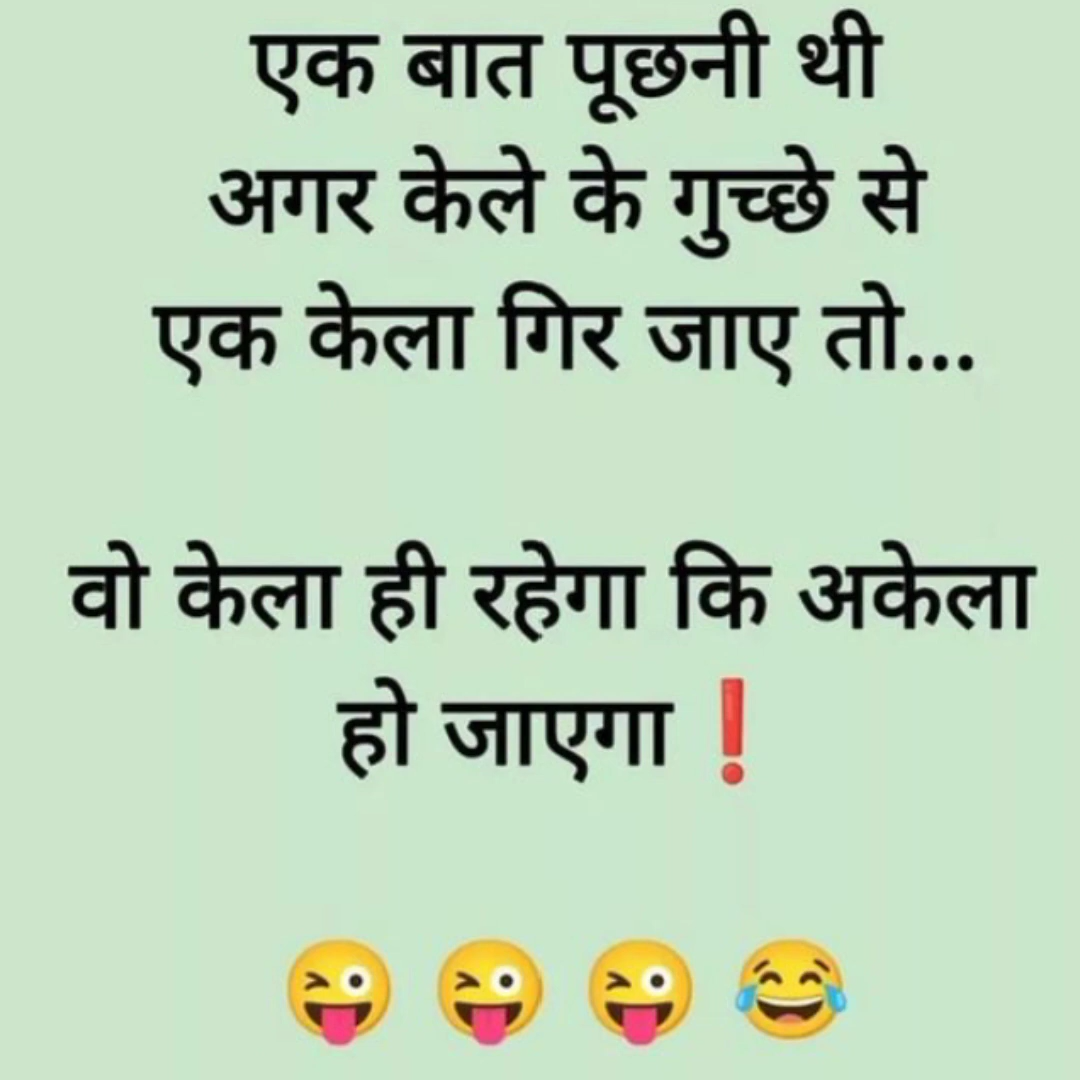 एक बात पूछनी थी
अगर केले के गुच्छे से
एक केला गिर जाए तो...
वो केला ही रहेगा कि अकेला
हो जाएगा❗
😜 😜 😜 😂